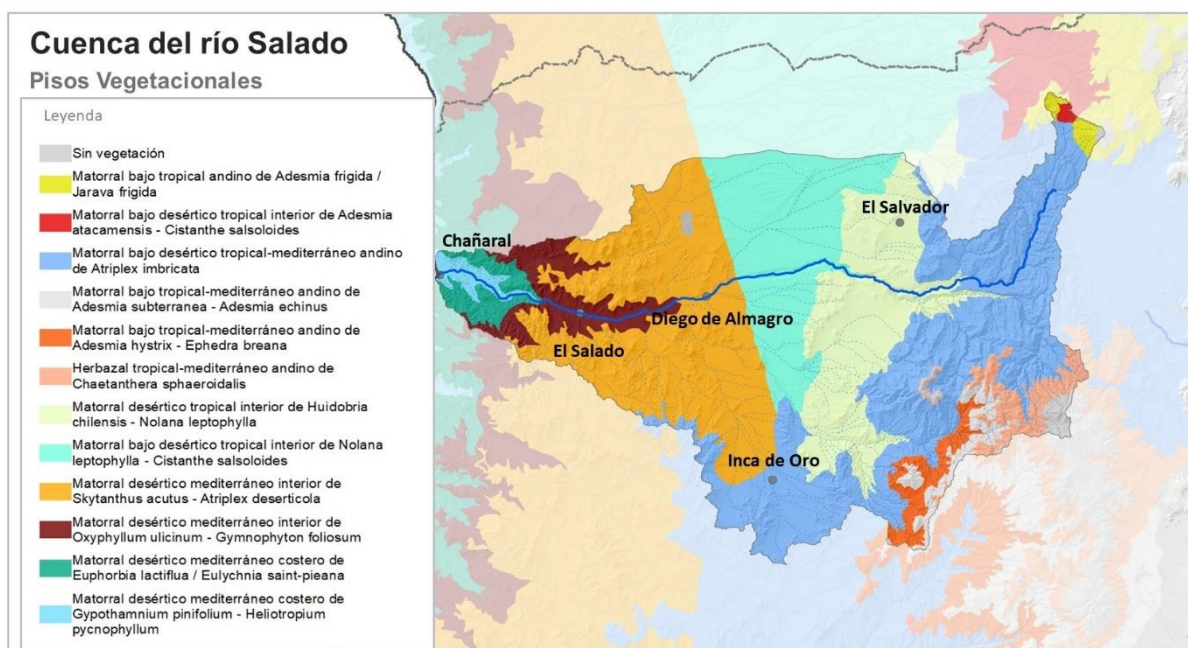 Cuenca del río Salado
Pisos Vegetacionales
Leyenda
Sin vegetación
Matorral bajo tropical andino de Adesmia frigida /
Jarava frigida
Matorral bajo desértico tropical interior de Adesmia
atacamensis - Cistanthe salsoloides
Matorral bajo desértico tropical-mediterráneo andino
de Atriplex imbricata
Matorral bajo tropical-mediterráneo andino de
Adesmia subterranea - Adesmia echinus
Matorral bajo tropical-mediterráneo andino de
Adesmia hystrix - Ephedra breana
Herbazal tropical-mediterráneo andino de
Chaetanthera sphaeroidalis
Matorral desértico tropical interior de Huidobria
chilensis - Nolana leptophylla
Matorral bajo desértico tropical interior de Nolana
leptophylla - Cistanthe salsoloides
Matorral desértico mediterráneo interior de
Skytanthus acutus - Atriplex deserticola
Matorral desértico mediterráneo interior de
Oxyphyllum ulicinum - Gymnophyton foliosum
Matorral desértico mediterráneo costero de
Euphorbia lactiflua / Eulychnia saint-pieana
Matorral desértico mediterráneo costero de
Gypothamnium pinifolium - Heliotropium
pycnophyllum
El Salvador
Chañaral
Diego de Almagro
El Salado
Inca de Oro